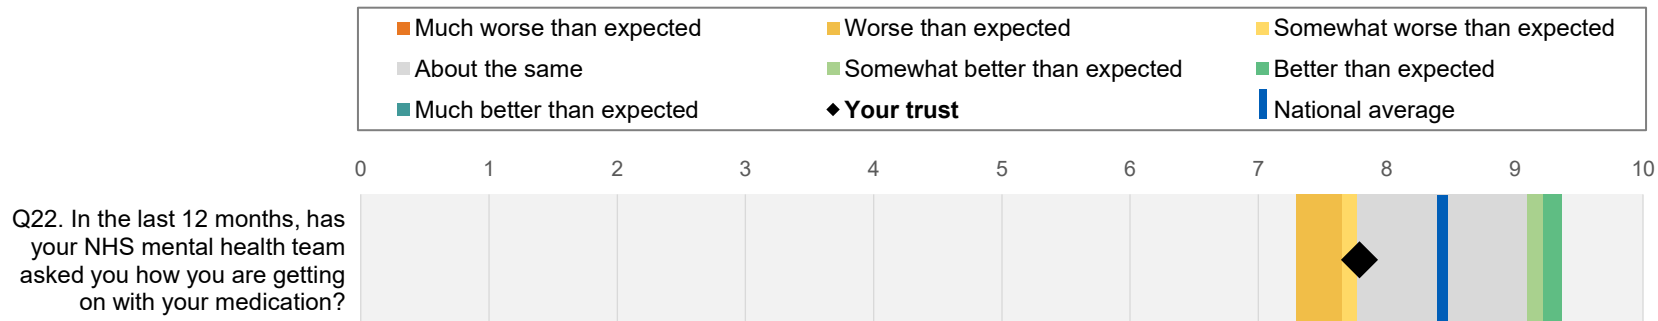 Much worse than expected
Worse than expected
Somewhat worse than expected
About the same
Somewhat better than expected
Better than expected
Much better than expected
Your trust
National average
0 1 2 3 4 5 6 7 8 9 10
Q22. In the last 12 months, has
your NHS mental health team
asked you how you are getting
on with your medication?